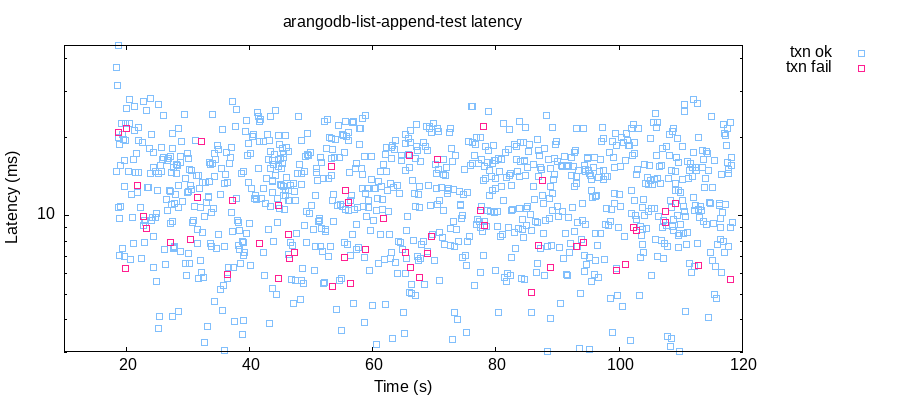 arangodb-list-append-test latency
txn ok
txn fail
Latency (ms)
10
20
40
60
80
100
120
Time (s)